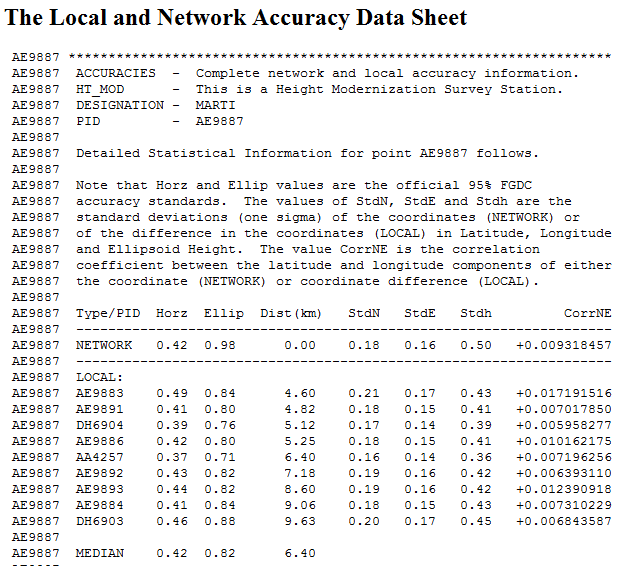 The Local and Network Accuracy Data Sheet
AE9887 *******************************************************************
AE9887  ACCURACIES  -  Complete network and local accuracy information.
AE9887  HT_MOD      -  This is a Height Modernization Survey Station.
AE9887  DESIGNATION -  MARTI
AE9887  PID         -  AE9887
AE9887
AE9887  Detailed Statistical Information for point AE9887 follows.
AE9887
AE9887  Note that Horz and Ellip values are the official 95% FGDC
AE9887  accuracy standards.  The values of StdN, StdE and Stdh are the
AE9887  standard deviations (one sigma) of the coordinates (NETWORK) or
AE9887  of the difference in the coordinates (LOCAL) in Latitude, Longitude
AE9887  and Ellipsoid Height.  The value CorrNE is the correlation
AE9887  coefficient between the latitude and longitude components of either
AE9887  the coordinate (NETWORK) or coordinate difference (LOCAL).
AE9887
AE9887  Type/PID  Horz  Ellip  Dist(km)   StdN   StdE   Stdh         CorrNE
AE9887  -------------------------------------------------------------------
AE9887  NETWORK   0.42  0.98      0.00    0.18   0.16   0.50   +0.009318457
AE9887  -------------------------------------------------------------------
AE9887  LOCAL:
AE9887  AE9883    0.49  0.84      4.60    0.21   0.17   0.43   +0.017191516
AE9887  AE9891    0.41  0.80      4.82    0.18   0.15   0.41   +0.007017850
AE9887  DH6904    0.39  0.76      5.12    0.17   0.14   0.39   +0.005958277
AE9887  AE9886    0.42  0.80      5.25    0.18   0.15   0.41   +0.010162175
AE9887  AA4257    0.37  0.71      6.40    0.16   0.14   0.36   +0.007196256
AE9887  AE9892    0.43  0.82      7.18    0.19   0.16   0.42   +0.006393110
AE9887  AE9893    0.44  0.82      8.60    0.19   0.16   0.42   +0.012390918
AE9887  AE9884    0.41  0.84      9.06    0.18   0.15   0.43   +0.007310229
AE9887  DH6903    0.46  0.88      9.63    0.20   0.17   0.45   +0.006843587
AE9887
AE9887  MEDIAN    0.42  0.82      6.40